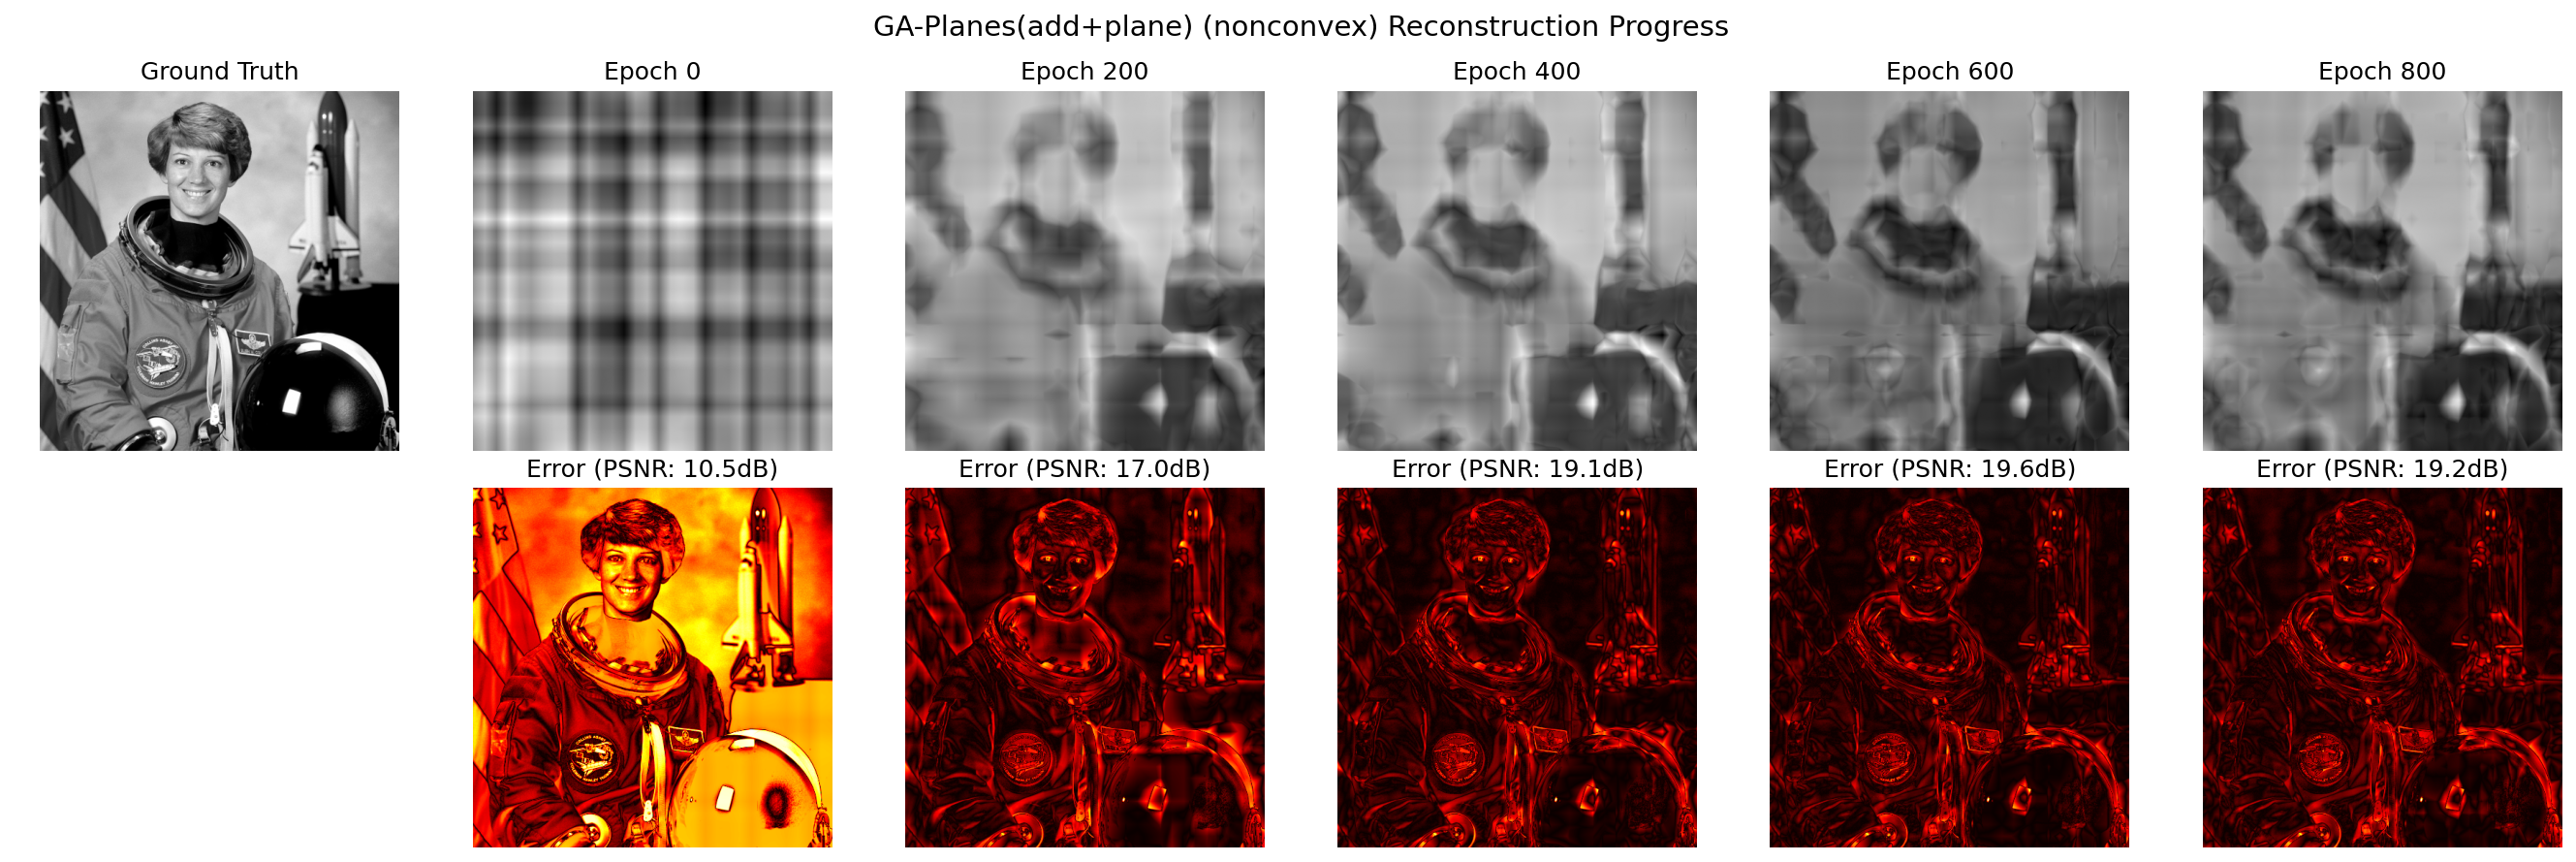 GA-Planes(add+plane) (nonconvex) Reconstruction Progress
Ground Truth
Epoch 0
Epoch 200
Epoch 400
Epoch 600
Epoch 800
Error (PSNR: 10.5dB)
Error (PSNR: 17.0dB)
Error (PSNR: 19.1dB)
Error (PSNR: 19.6dB)
Error (PSNR: 19.2dB)